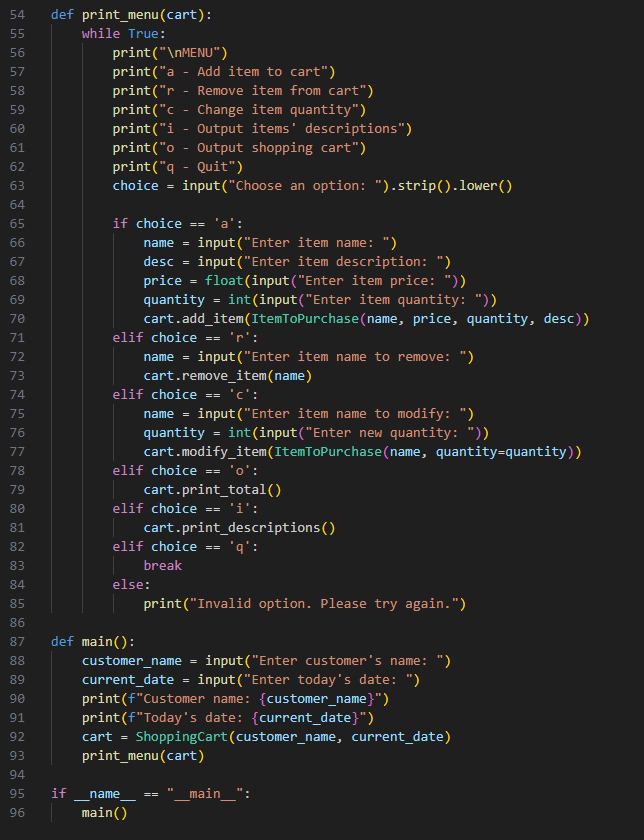 54 def print_menu(cart):
55     while True:
56         print("\nMENU")
57         print("a - Add item to cart")
58         print("r - Remove item from cart")
59         print("c - Change item quantity")
60         print("i - Output items' descriptions")
61         print("o - Output shopping cart")
62         print("q - Quit")
63         choice = input("Choose an option: ").strip().lower()
64
65         if choice == 'a':
66             name = input("Enter item name: ")
67             desc = input("Enter item description: ")
68             price = float(input("Enter item price: "))
69             quantity = int(input("Enter item quantity: "))
70             cart.add_item(ItemToPurchase(name, price, quantity, desc))
71         elif choice == 'r':
72             name = input("Enter item name to remove: ")
73             cart.remove_item(name)
74         elif choice == 'c':
75             name = input("Enter item name to modify: ")
76             quantity = int(input("Enter new quantity: "))
77             cart.modify_item(ItemToPurchase(name, quantity=quantity))
78         elif choice == 'o':
79             cart.print_total()
80         elif choice == 'i':
81             cart.print_descriptions()
82         elif choice == 'q':
83             break
84         else:
85             print("Invalid option. Please try again.")
86
87 def main():
88     customer_name = input("Enter customer's name: ")
89     current_date = input("Enter today's date: ")
90     print(f"Customer name: {customer_name}")
91     print(f"Today's date: {current_date}")
92     cart = ShoppingCart(customer_name, current_date)
93     print_menu(cart)
94
95 if __name__ == "__main__":
96     main()